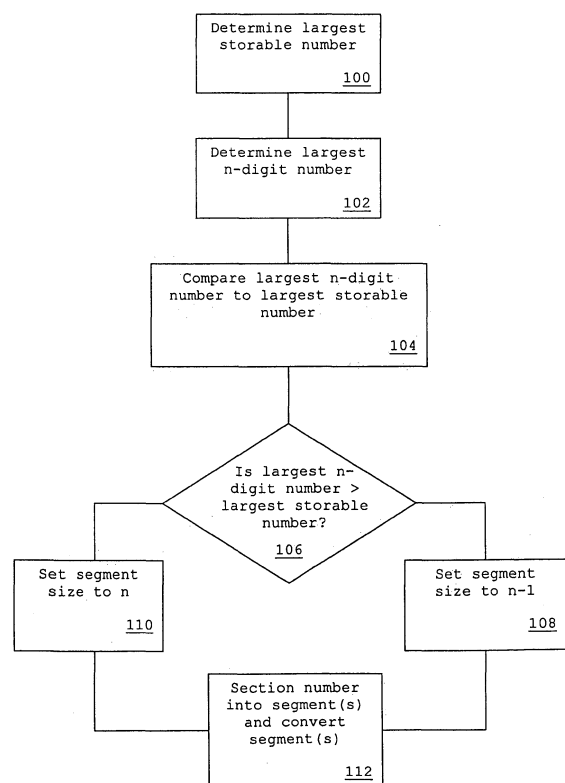 Determine largest
storable number
100
Determine largest
n-digit number
102
Compare largest n-digit
number to largest storable
number
104
Is largest n-
digit number >
largest storable
number?
106
Set segment
size to n
110
Set segment
size to n-1
108
Section number
into segment(s)
and convert
segment(s)
112